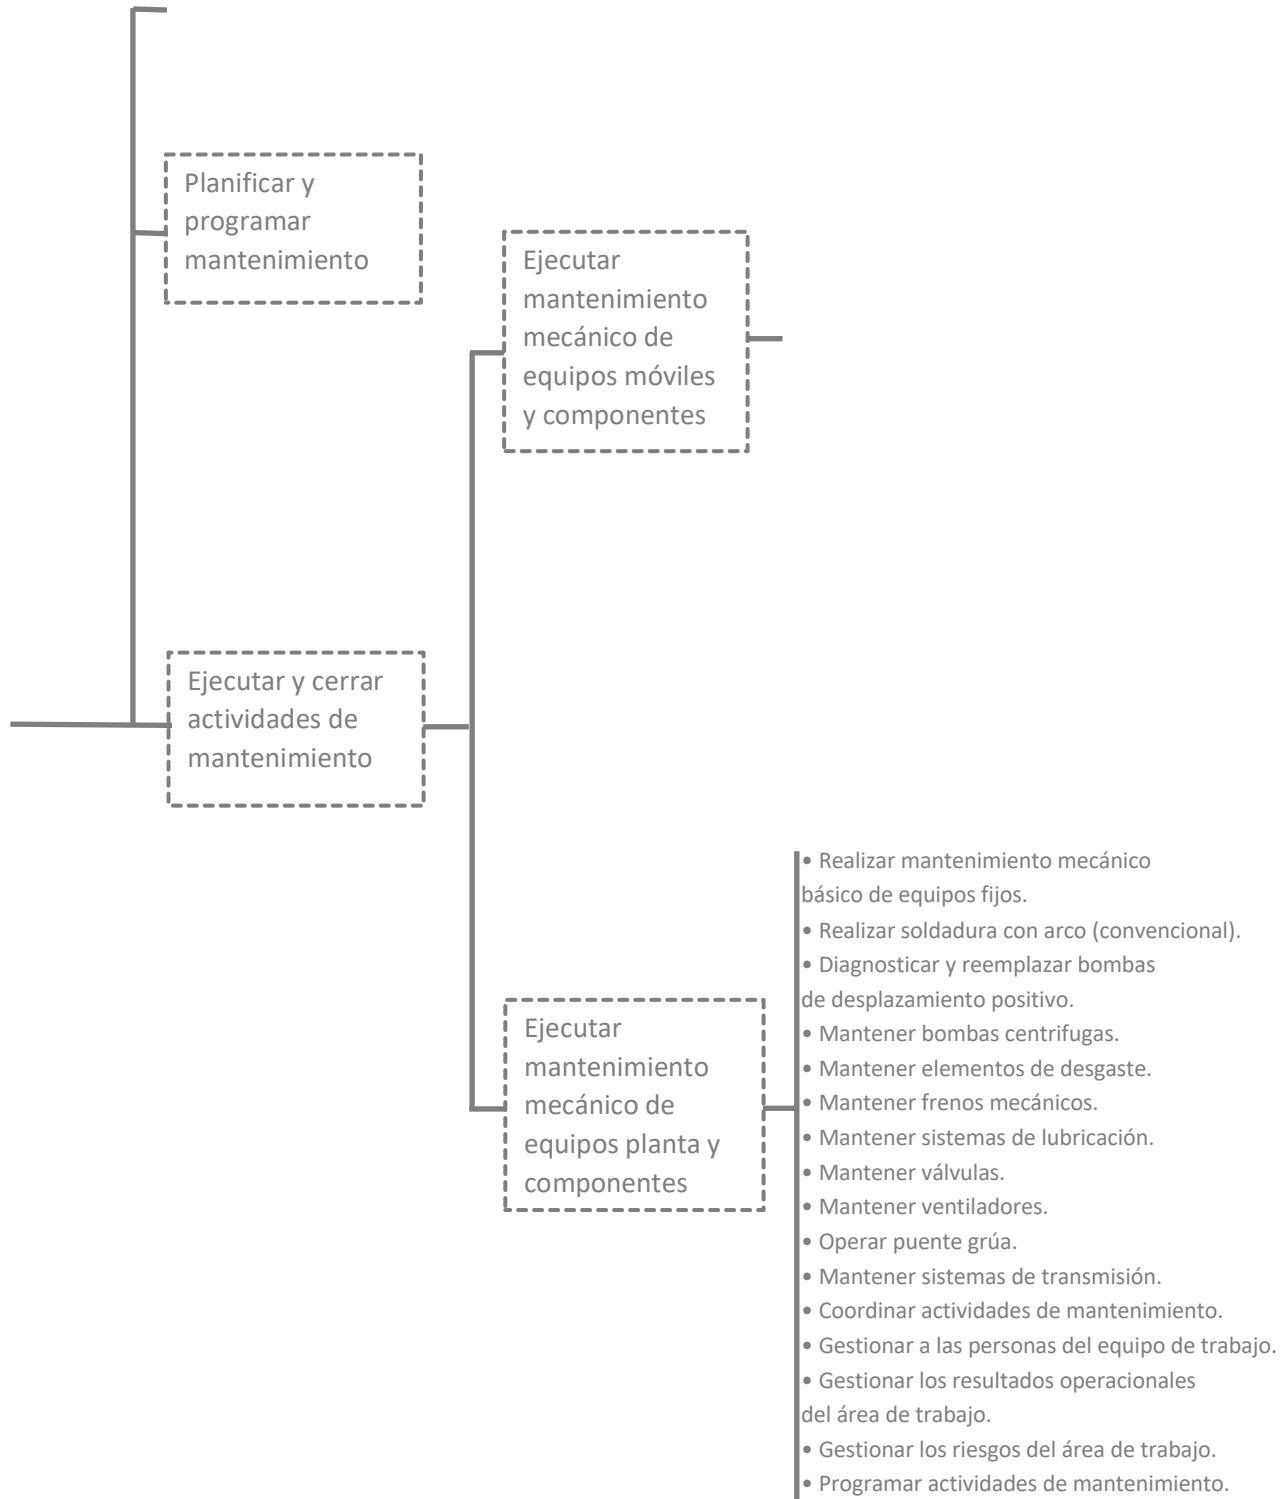 Planificar y
programar
mantenimiento
Ejecutar
mantenimiento
mecánico de
equipos móviles
y componentes
Ejecutar y cerrar
actividades de
mantenimiento
Ejecutar
mantenimiento
mecánico de
equipos planta y
componentes
• Realizar mantenimiento mecánico
básico de equipos fijos.
• Realizar soldadura con arco (convencional).
• Diagnosticar y reemplazar bombas
de desplazamiento positivo.
• Mantener bombas centrifugas.
• Mantener elementos de desgaste.
• Mantener frenos mecánicos.
• Mantener sistemas de lubricación.
• Mantener válvulas.
• Mantener ventiladores.
• Operar puente grúa.
• Mantener sistemas de transmisión.
• Coordinar actividades de mantenimiento.
• Gestionar a las personas del equipo de trabajo.
• Gestionar los resultados operacionales
del área de trabajo.
• Gestionar los riesgos del área de trabajo.
• Programar actividades de mantenimiento.